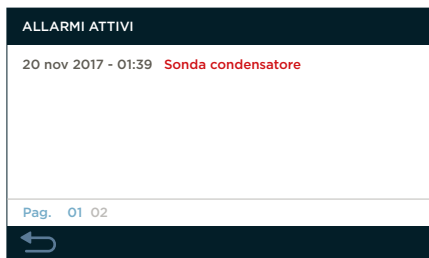 ALLARMI ATTIVI
20 nov 2017 - 01:39 Sonda condensatore
Pag. 01 02